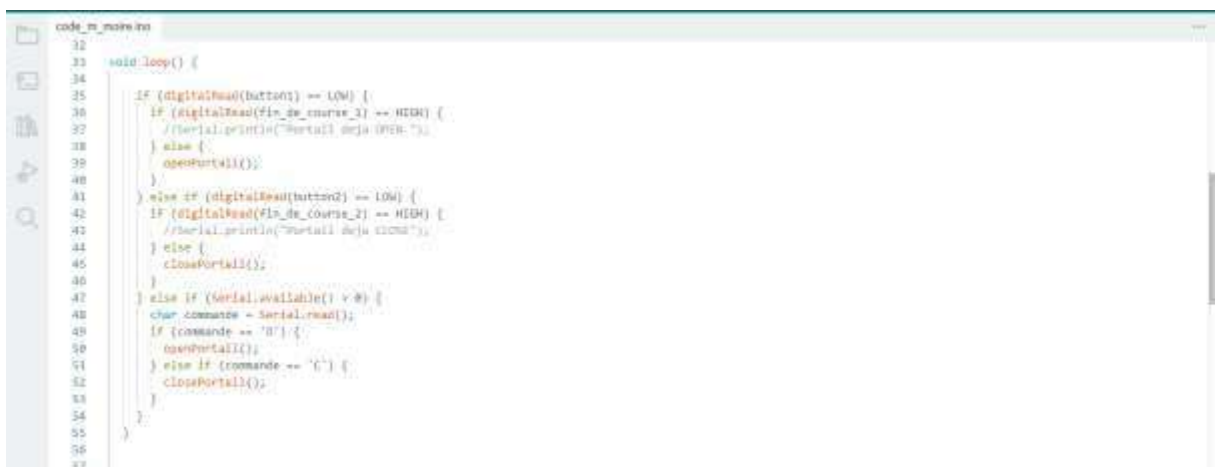 code_m_moire.ino
32
33 void loop() {
34
35 if (digitalRead(button1) == LOW) {
36 if (digitalRead(fin_de_course_1) == HIGH) {
37 //Serial.println("Portail deja OPEN ");
38 } else {
39 openPortail();
40 }
41 } else if (digitalRead(button2) == LOW) {
42 if (digitalRead(fin_de_course_2) == HIGH) {
43 //Serial.println("Portail deja CLOSE");
44 } else {
45 closePortail();
46 }
47 } else if (Serial.available() > 0) {
48 char commande = Serial.read();
49 if (commande == 'O') {
50 openPortail();
51 } else if (commande == 'C') {
52 closePortail();
53 }
54 }
55 }
56
57